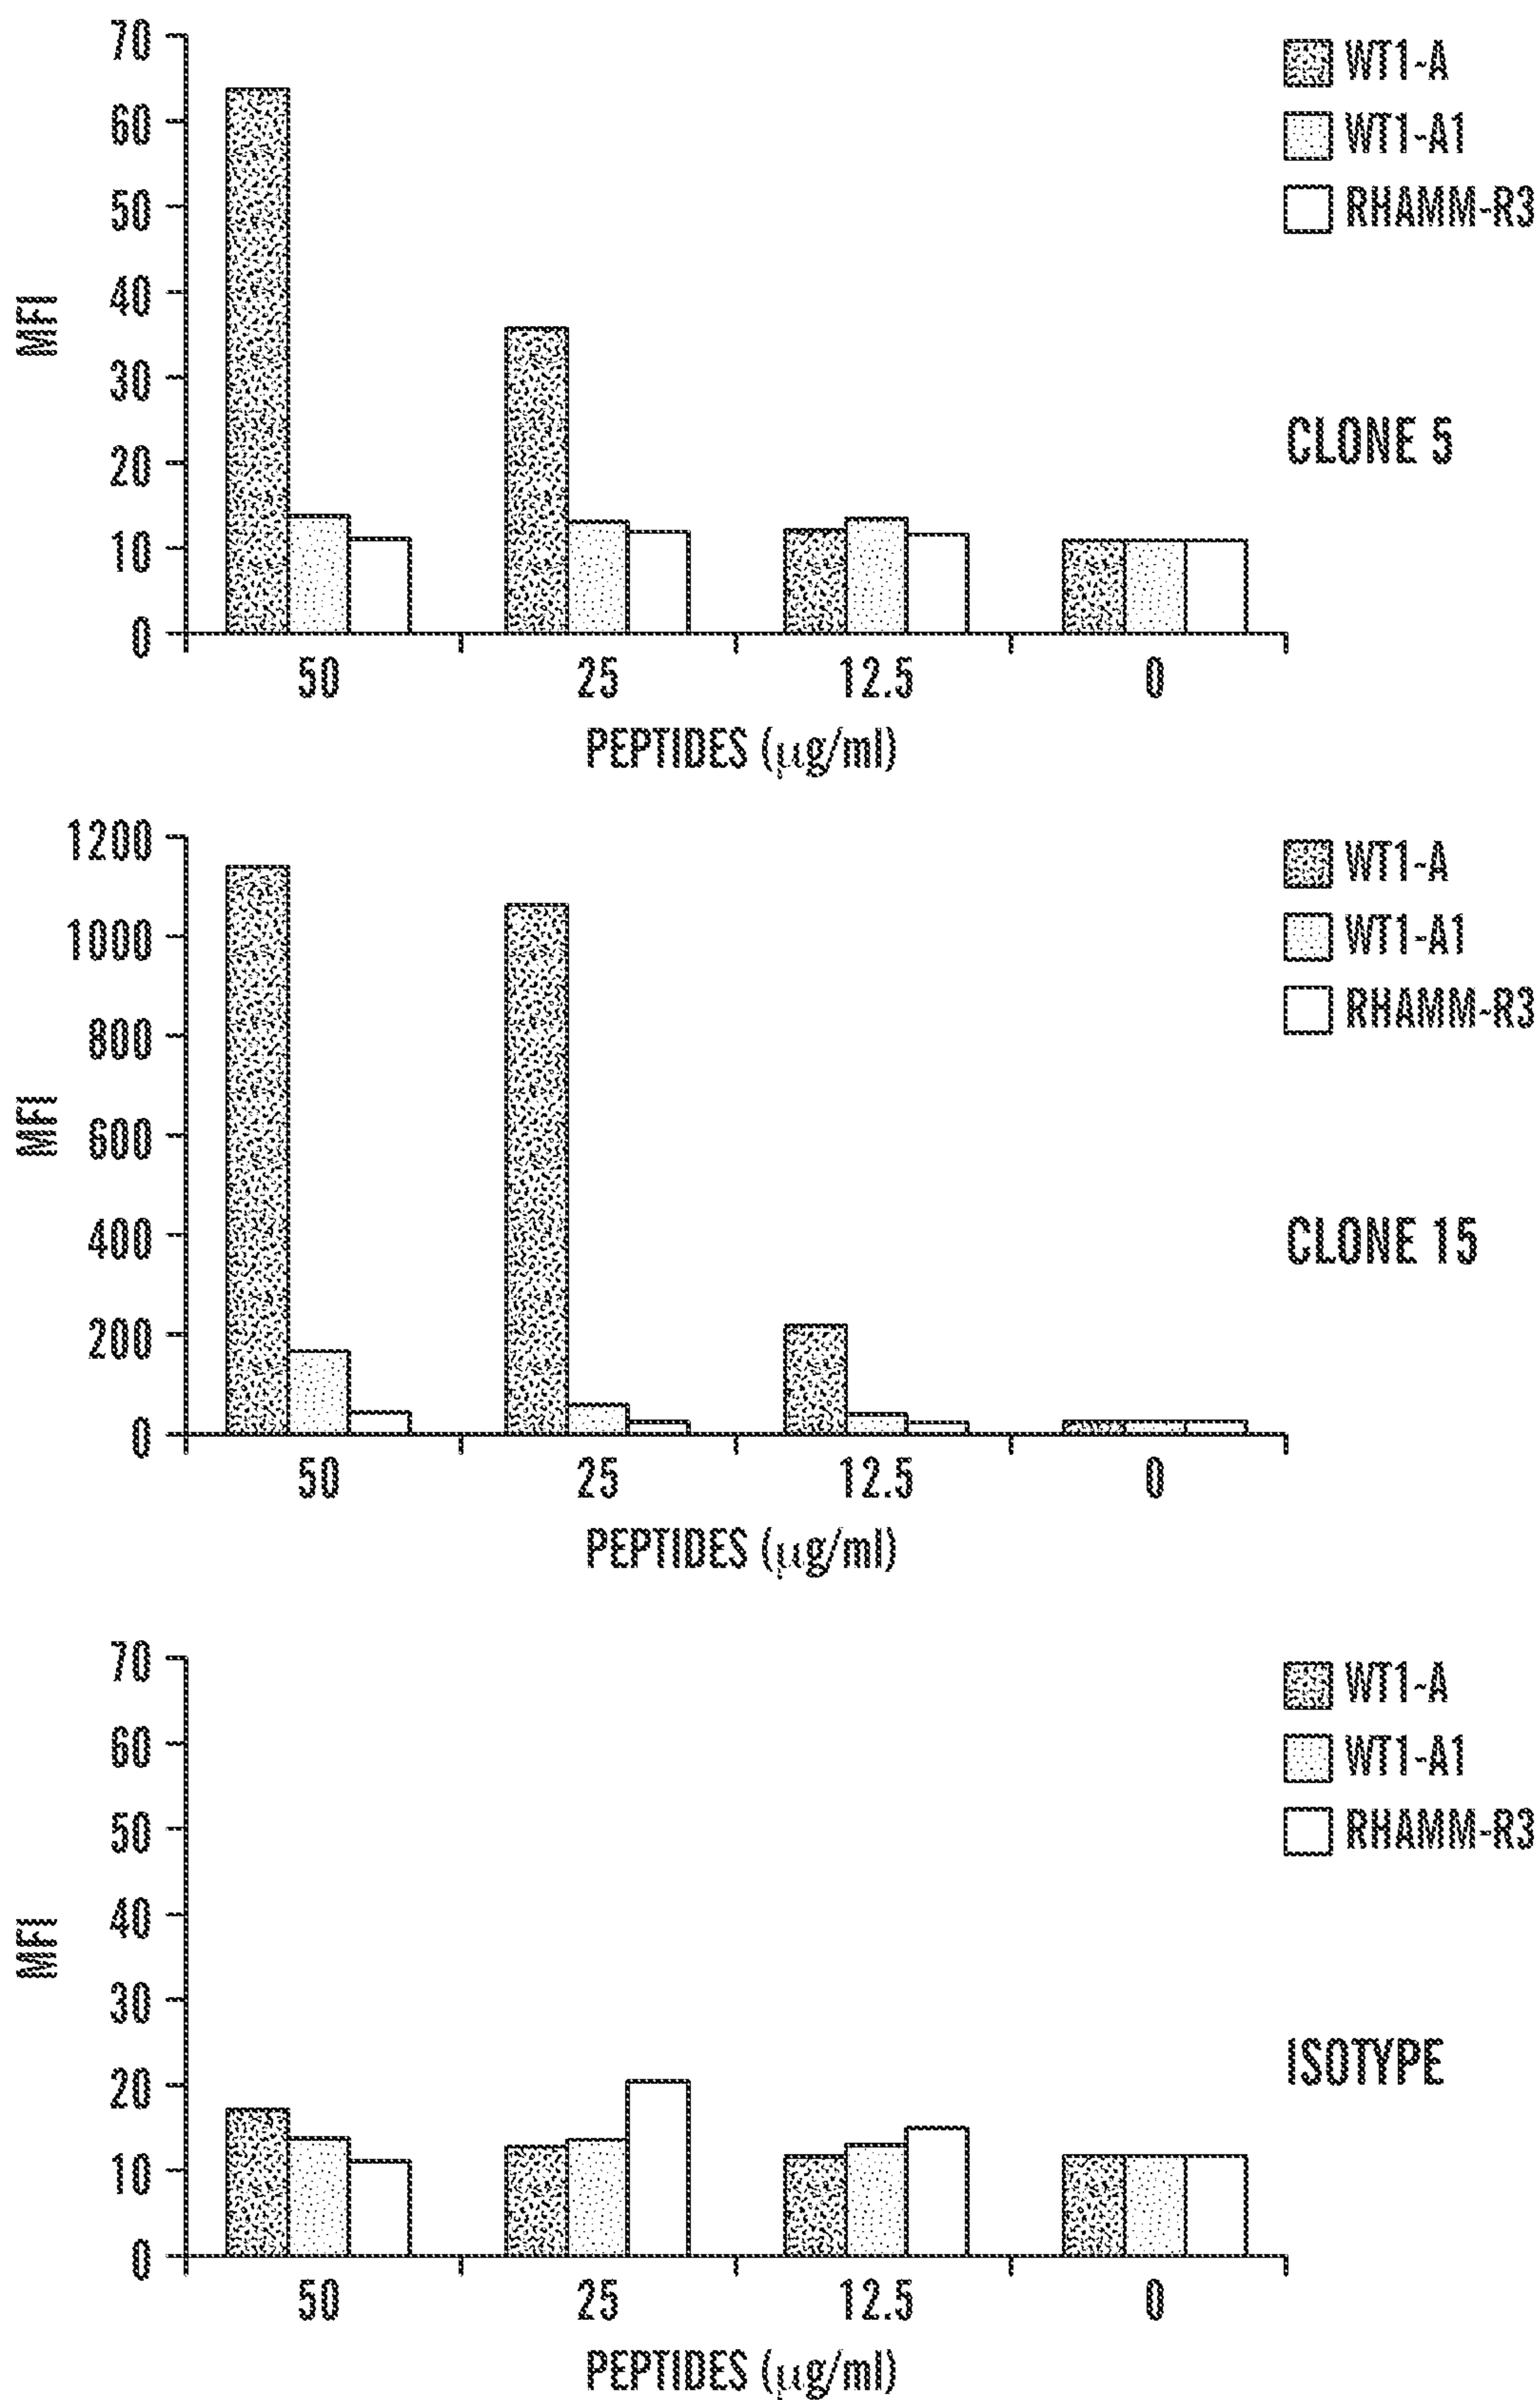 70
60
50
40
30
20
10
0
MFI
50 25 12.5 0
PEPTIDES (µg/ml)
WT1-A
WT1-A1
RHAMM-R3
CLONE 5
1200
1000
800
600
400
200
0
MFI
50 25 12.5 0
PEPTIDES (µg/ml)
WT1-A
WT1-A1
RHAMM-R3
CLONE 15
70
60
50
40
30
20
10
0
MFI
50 25 12.5 0
PEPTIDES (µg/ml)
WT1-A
WT1-A1
RHAMM-R3
ISOTYPE